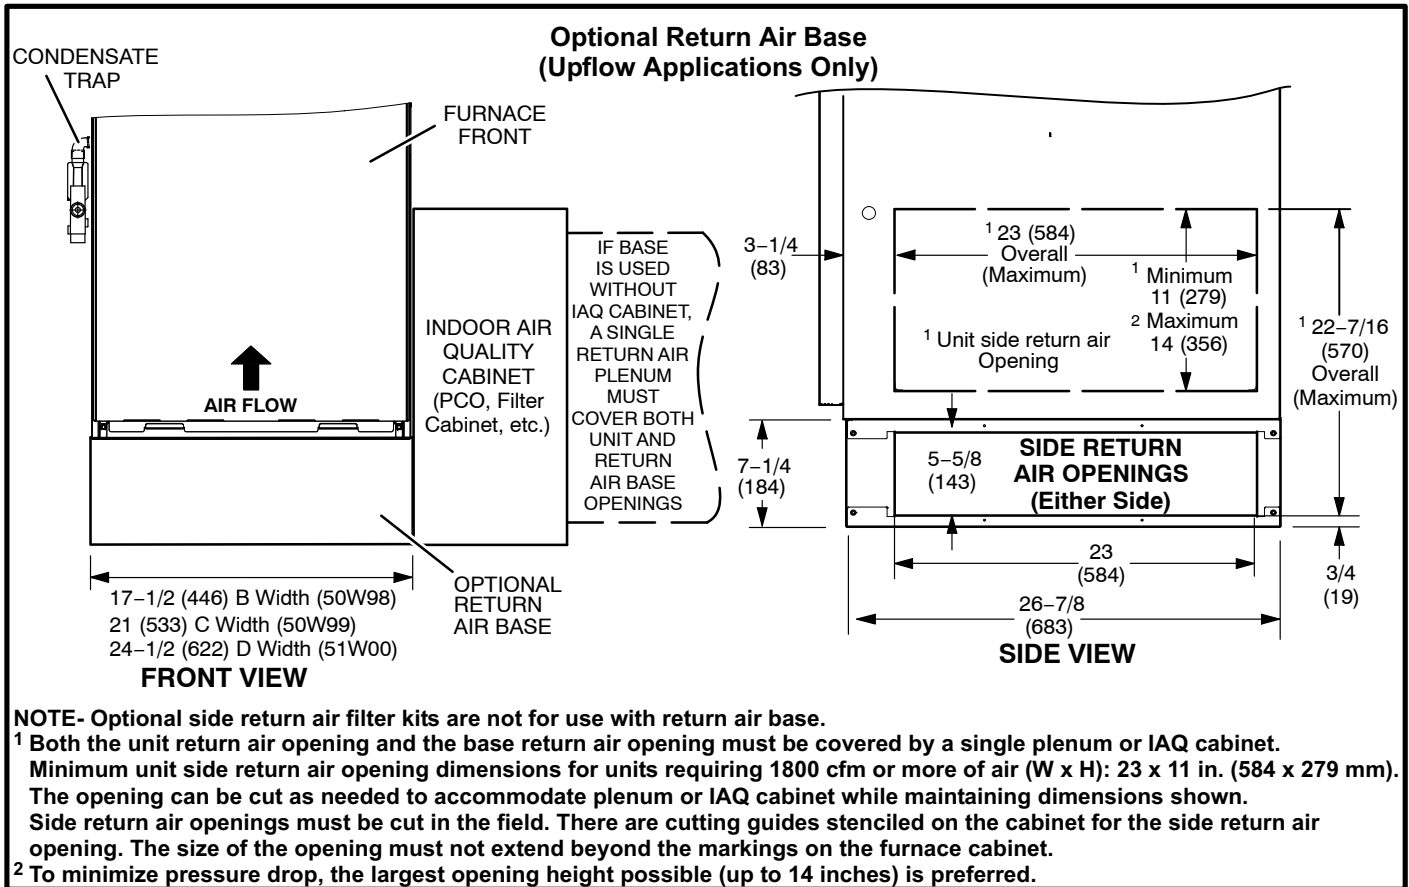 Optional Return Air Base
(Upflow Applications Only)
CONDENSATE
TRAP
FURNACE
FRONT
AIR FLOW
INDOOR AIR
QUALITY
CABINET
(PCO, Filter
Cabinet, etc.)
IF BASE
IS USED
WITHOUT
IAQ CABINET,
A SINGLE
RETURN AIR
PLENUM
MUST
COVER BOTH
UNIT AND
RETURN
AIR BASE
OPENINGS
OPTIONAL
RETURN
AIR BASE
17−1/2 (446) B Width (50W98)
21 (533) C Width (50W99)
24−1/2 (622) D Width (51W00)
FRONT VIEW
3−1/4
(83)
1 23 (584)
Overall
(Maximum)
1 Minimum
11 (279)
2 Maximum
14 (356)
1 Unit side return air
Opening
1 22−7/16
(570)
Overall
(Maximum)
7−1/4
(184)
5−5/8
(143)
SIDE RETURN
AIR OPENINGS
(Either Side)
23
(584)
3/4
(19)
26−7/8
(683)
SIDE VIEW
NOTE- Optional side return air filter kits are not for use with return air base.
1 Both the unit return air opening and the base return air opening must be covered by a single plenum or IAQ cabinet.
Minimum unit side return air opening dimensions for units requiring 1800 cfm or more of air (W x H): 23 x 11 in. (584 x 279 mm).
The opening can be cut as needed to accommodate plenum or IAQ cabinet while maintaining dimensions shown.
Side return air openings must be cut in the field. There are cutting guides stenciled on the cabinet for the side return air
opening. The size of the opening must not extend beyond the markings on the furnace cabinet.
2 To minimize pressure drop, the largest opening height possible (up to 14 inches) is preferred.